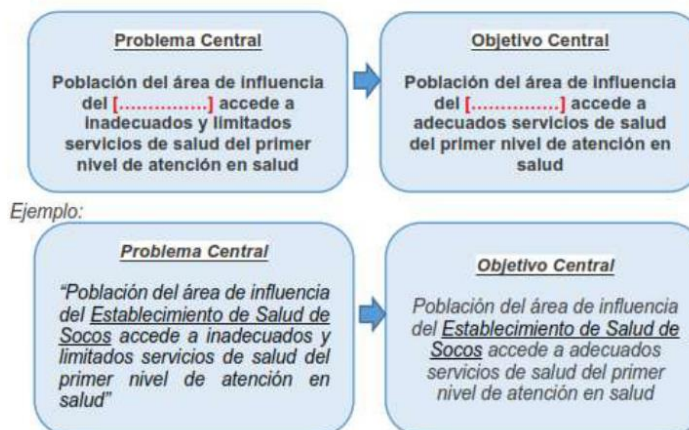 Problema Central
Población del área de influencia
del [...............] accede a
inadecuados y limitados
servicios de salud del primer
nivel de atención en salud
Objetivo Central
Población del área de influencia
del [...............] accede a
adecuados servicios de salud
del primer nivel de atención en
salud
Ejemplo:
Problema Central
“Población del área de influencia
del Establecimiento de Salud de
Socos accede a inadecuados y
limitados servicios de salud del
primer nivel de atención en
salud”
Objetivo Central
Población del área de influencia
del Establecimiento de Salud de
Socos accede a adecuados
servicios de salud del primer
nivel de atención en salud